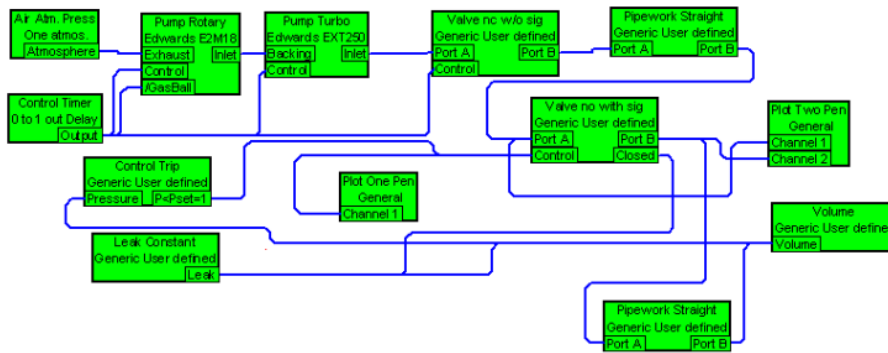 Air Atm. Press
One atmos.
Atmosphere
Pump Rotary
Edwards E2M18
Exhaust Inlet
Control
/GasBall
Pump Turbo
Edwards EXT250
Backing Inlet
Control
Valve nc w/o sig
Generic User defined
Port A Port B
Control
Pipework Straight
Generic User defined
Port A Port B
Control Timer
0 to 1 out Delay
Output
Valve no with sig
Generic User defined
Port A Port B
Control Closed
Plot Two Pen
General
Channel 1
Channel 2
Control Trip
Generic User defined
Pressure P<Pset=1
Plot One Pen
General
Channel 1
Volume
Generic User define
Volume
Leak Constant
Generic User defined
Leak
Pipework Straight
Generic User defined
Port A Port B